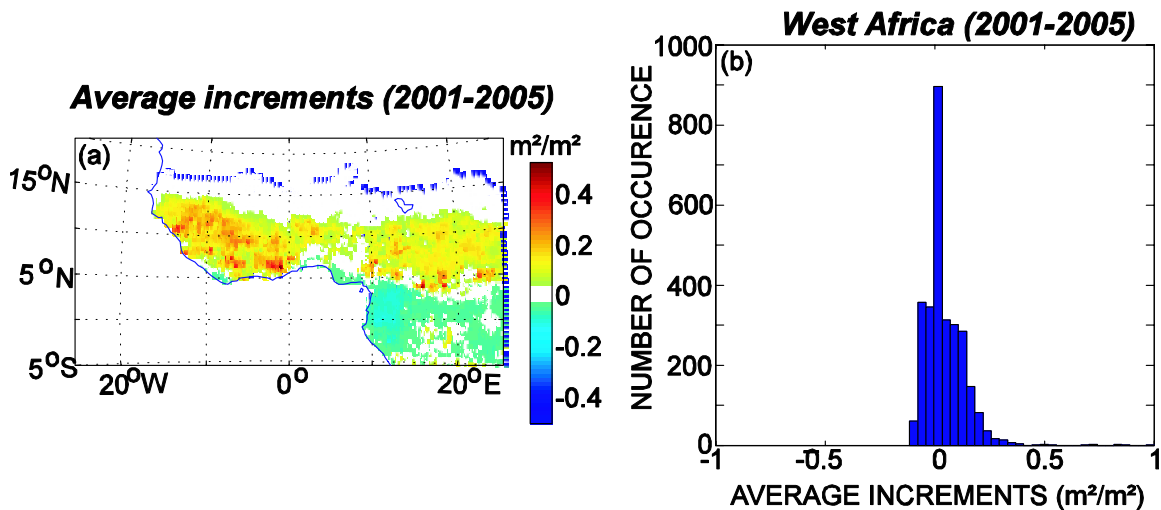 Average increments (2001-2005)
(a)
m²/m²
15°N
5°N
5°S
20°W
0°
20°E
0.4
0.2
0
-0.2
-0.4
West Africa (2001-2005)
(b)
NUMBER OF OCCURENCE
1000
800
600
400
200
0
-1
-0.5
0
0.5
1
AVERAGE INCREMENTS (m²/m²)